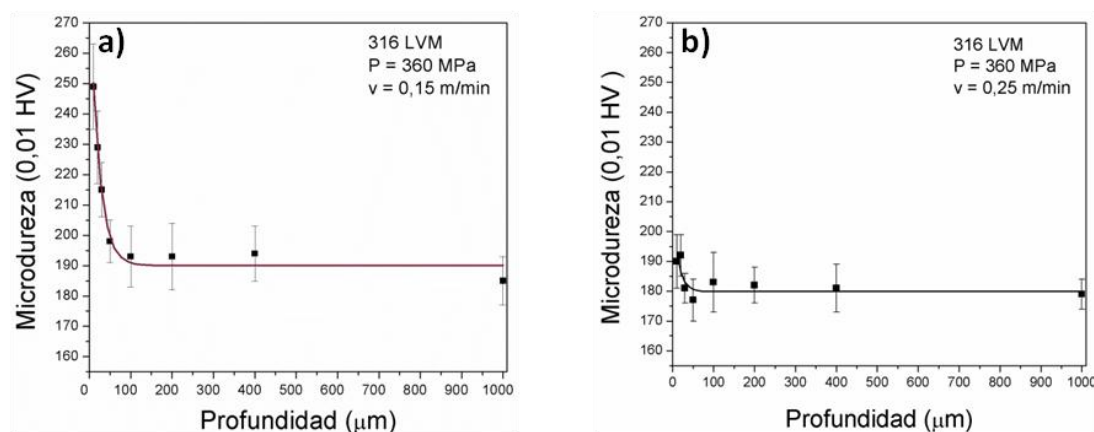 a)
316 LVM
P = 360 MPa
v = 0,15 m/min
Microdureza (0,01 HV)
270
260
250
240
230
220
210
200
190
180
170
160
0 100 200 300 400 500 600 700 800 900 1000
Profundidad (μm)
b)
316 LVM
P = 360 MPa
v = 0,25 m/min
Microdureza (0,01 HV )
270
260
250
240
230
220
210
200
190
180
170
160
0 100 200 300 400 500 600 700 800 900 1000
Profundidad (μm)